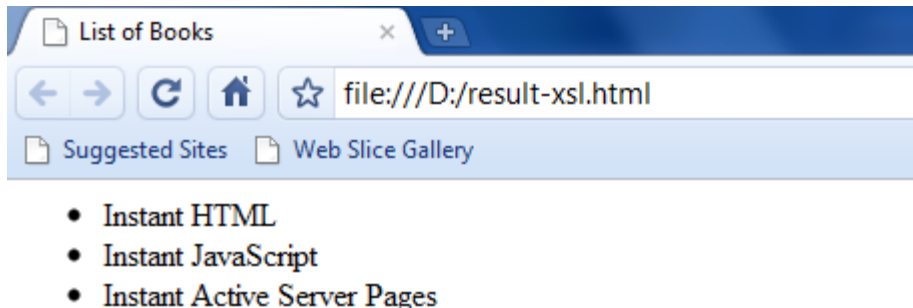 List of Books
file:///D:/result-xsl.html
Suggested Sites Web Slice Gallery
Instant HTML
Instant JavaScript
Instant Active Server Pages